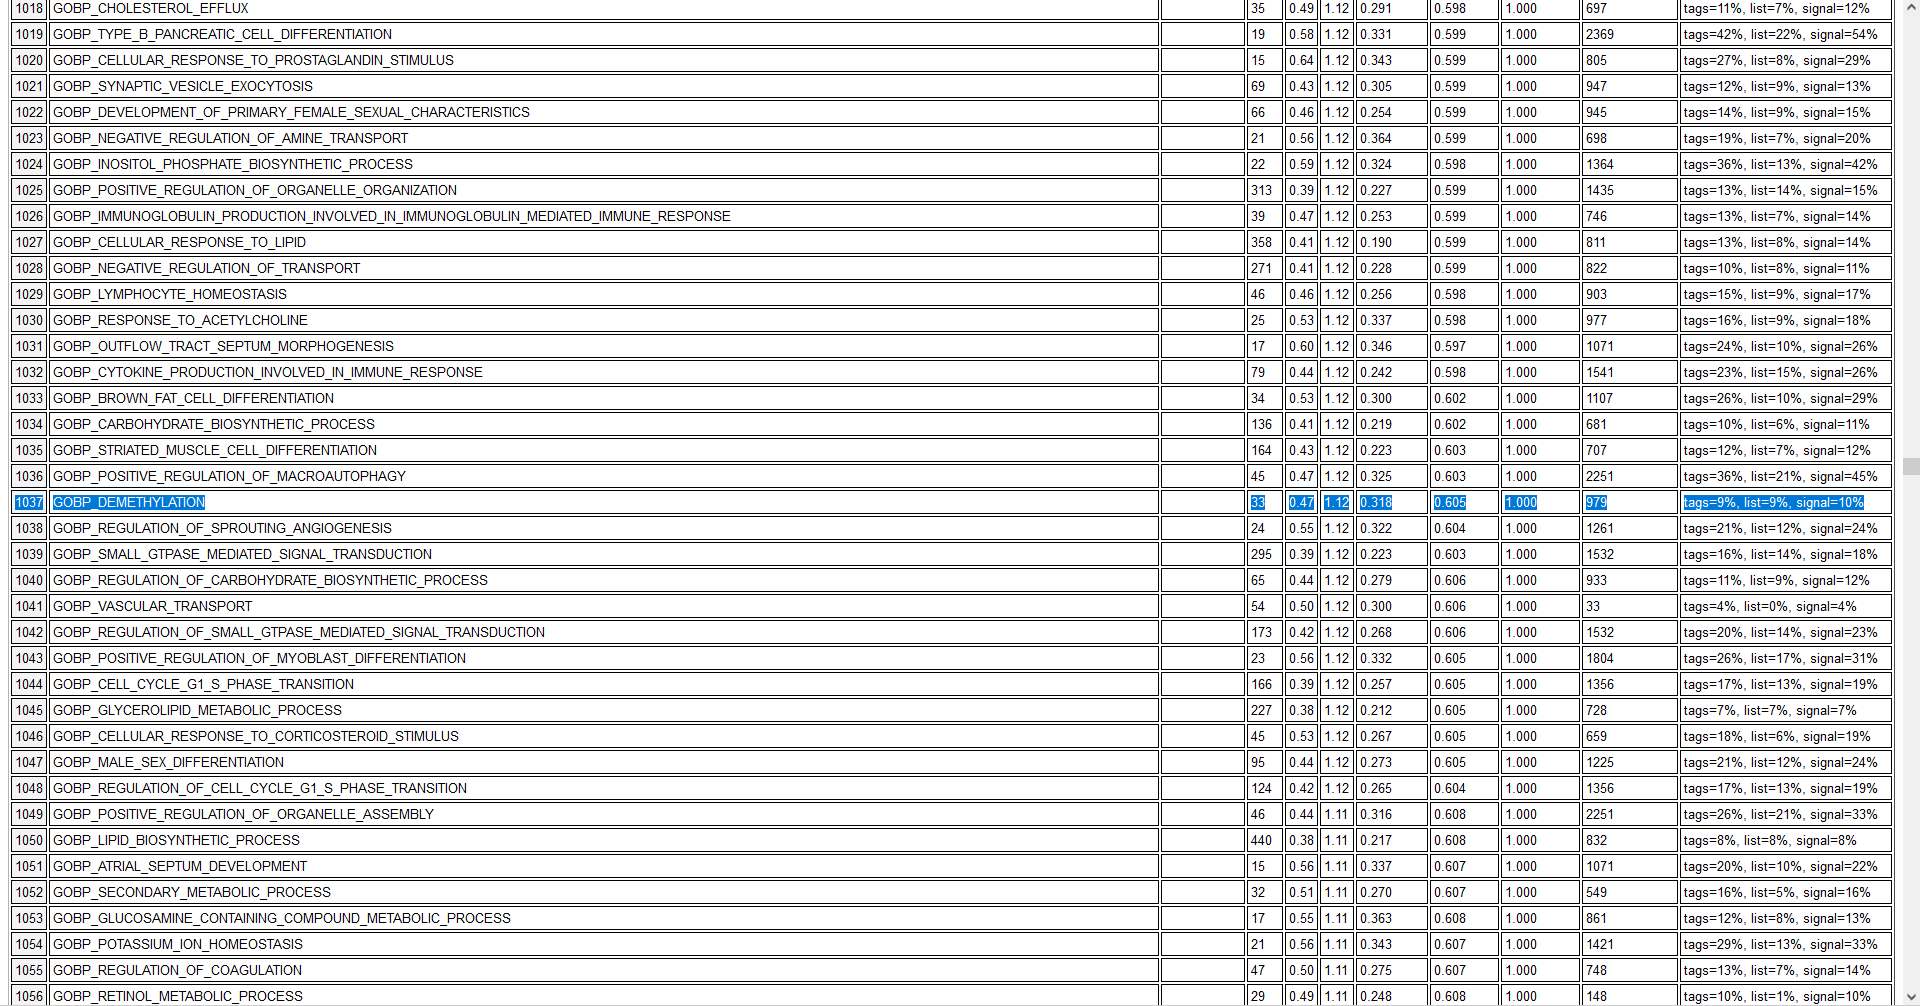 1018 GOBP_CHOLESTEROL_EFFLUX 35 0.49 1.12 0.291 0.598 1.000 697 tags=11%, list=7%, signal=12%
1019 GOBP_TYPE_B_PANCREATIC_CELL_DIFFERENTIATION 19 0.58 1.12 0.331 0.599 1.000 2369 tags=42%, list=22%, signal=54%
1020 GOBP_CELLULAR_RESPONSE_TO_PROSTAGLANDIN_STIMULUS 15 0.64 1.12 0.343 0.599 1.000 805 tags=27%, list=8%, signal=29%
1021 GOBP_SYNAPTIC_VESICLE_EXOCYTOSIS 69 0.43 1.12 0.305 0.599 1.000 947 tags=12%, list=9%, signal=13%
1022 GOBP_DEVELOPMENT_OF_PRIMARY_FEMALE_SEXUAL_CHARACTERISTICS 66 0.46 1.12 0.254 0.599 1.000 945 tags=14%, list=9%, signal=15%
1023 GOBP_NEGATIVE_REGULATION_OF_AMINE_TRANSPORT 21 0.56 1.12 0.364 0.599 1.000 698 tags=19%, list=7%, signal=20%
1024 GOBP_INOSITOL_PHOSPHATE_BIOSYNTHETIC_PROCESS 22 0.59 1.12 0.324 0.598 1.000 1364 tags=36%, list=13%, signal=42%
1025 GOBP_POSITIVE_REGULATION_OF_ORGANELLE_ORGANIZATION 313 0.39 1.12 0.227 0.599 1.000 1435 tags=13%, list=14%, signal=15%
1026 GOBP_IMMUNOGLOBULIN_PRODUCTION_INVOLVED_IN_IMMUNOGLOBULIN_MEDIATED_IMMUNE_RESPONSE 39 0.47 1.12 0.253 0.599 1.000 746 tags=13%, list=7%, signal=14%
1027 GOBP_CELLULAR_RESPONSE_TO_LIPID 358 0.41 1.12 0.190 0.599 1.000 811 tags=13%, list=8%, signal=14%
1028 GOBP_NEGATIVE_REGULATION_OF_TRANSPORT 271 0.41 1.12 0.228 0.599 1.000 822 tags=10%, list=8%, signal=11%
1029 GOBP_LYMPHOCYTE_HOMEOSTASIS 46 0.46 1.12 0.256 0.598 1.000 903 tags=15%, list=9%, signal=17%
1030 GOBP_RESPONSE_TO_ACETYLCHOLINE 25 0.53 1.12 0.337 0.598 1.000 977 tags=16%, list=9%, signal=18%
1031 GOBP_OUTFLOW_TRACT_SEPTUM_MORPHOGENESIS 17 0.60 1.12 0.346 0.597 1.000 1071 tags=24%, list=10%, signal=26%
1032 GOBP_CYTOKINE_PRODUCTION_INVOLVED_IN_IMMUNE_RESPONSE 79 0.44 1.12 0.242 0.598 1.000 1541 tags=23%, list=15%, signal=26%
1033 GOBP_BROWN_FAT_CELL_DIFFERENTIATION 34 0.53 1.12 0.300 0.602 1.000 1107 tags=26%, list=10%, signal=29%
1034 GOBP_CARBOHYDRATE_BIOSYNTHETIC_PROCESS 136 0.41 1.12 0.219 0.602 1.000 681 tags=10%, list=6%, signal=11%
1035 GOBP_STRIATED_MUSCLE_CELL_DIFFERENTIATION 164 0.43 1.12 0.223 0.603 1.000 707 tags=12%, list=7%, signal=12%
1036 GOBP_POSITIVE_REGULATION_OF_MACROAUTOPHAGY 45 0.47 1.12 0.325 0.603 1.000 2251 tags=36%, list=21%, signal=45%
1037 GOBP_DEMETHYLATION 33 0.47 1.12 0.318 0.605 1.000 979 tags=9%, list=9%, signal=10%
1038 GOBP_REGULATION_OF_SPROUTING_ANGIOGENESIS 24 0.55 1.12 0.322 0.604 1.000 1261 tags=21%, list=12%, signal=24%
1039 GOBP_SMALL_GTPASE_MEDIATED_SIGNAL_TRANSDUCTION 295 0.39 1.12 0.223 0.603 1.000 1532 tags=16%, list=14%, signal=18%
1040 GOBP_REGULATION_OF_CARBOHYDRATE_BIOSYNTHETIC_PROCESS 65 0.44 1.12 0.279 0.606 1.000 933 tags=11%, list=9%, signal=12%
1041 GOBP_VASCULAR_TRANSPORT 54 0.50 1.12 0.300 0.606 1.000 33 tags=4%, list=0%, signal=4%
1042 GOBP_REGULATION_OF_SMALL_GTPASE_MEDIATED_SIGNAL_TRANSDUCTION 173 0.42 1.12 0.268 0.606 1.000 1532 tags=20%, list=14%, signal=23%
1043 GOBP_POSITIVE_REGULATION_OF_MYOBLAST_DIFFERENTIATION 23 0.56 1.12 0.332 0.605 1.000 1804 tags=26%, list=17%, signal=31%
1044 GOBP_CELL_CYCLE_G1_S_PHASE_TRANSITION 166 0.39 1.12 0.257 0.605 1.000 1356 tags=17%, list=13%, signal=19%
1045 GOBP_GLYCEROLIPID_METABOLIC_PROCESS 227 0.38 1.12 0.212 0.605 1.000 728 tags=7%, list=7%, signal=7%
1046 GOBP_CELLULAR_RESPONSE_TO_CORTICOSTEROID_STIMULUS 45 0.53 1.12 0.267 0.605 1.000 659 tags=18%, list=6%, signal=19%
1047 GOBP_MALE_SEX_DIFFERENTIATION 95 0.44 1.12 0.273 0.605 1.000 1225 tags=21%, list=12%, signal=24%
1048 GOBP_REGULATION_OF_CELL_CYCLE_G1_S_PHASE_TRANSITION 124 0.42 1.12 0.265 0.604 1.000 1356 tags=17%, list=13%, signal=19%
1049 GOBP_POSITIVE_REGULATION_OF_ORGANELLE_ASSEMBLY 46 0.44 1.11 0.316 0.608 1.000 2251 tags=26%, list=21%, signal=33%
1050 GOBP_LIPID_BIOSYNTHETIC_PROCESS 440 0.38 1.11 0.217 0.608 1.000 832 tags=8%, list=8%, signal=8%
1051 GOBP_ATRIAL_SEPTUM_DEVELOPMENT 15 0.56 1.11 0.337 0.607 1.000 1071 tags=20%, list=10%, signal=22%
1052 GOBP_SECONDARY_METABOLIC_PROCESS 32 0.51 1.11 0.270 0.607 1.000 549 tags=16%, list=5%, signal=16%
1053 GOBP_GLUCOSAMINE_CONTAINING_COMPOUND_METABOLIC_PROCESS 17 0.55 1.11 0.363 0.608 1.000 861 tags=12%, list=8%, signal=13%
1054 GOBP_POTASSIUM_ION_HOMEOSTASIS 21 0.56 1.11 0.343 0.607 1.000 1421 tags=29%, list=13%, signal=33%
1055 GOBP_REGULATION_OF_COAGULATION 47 0.50 1.11 0.275 0.607 1.000 748 tags=13%, list=7%, signal=14%
1056 GOBP_RETINOL_METABOLIC_PROCESS 29 0.49 1.11 0.248 0.608 1.000 148 tags=10%, list=1%, signal=10%